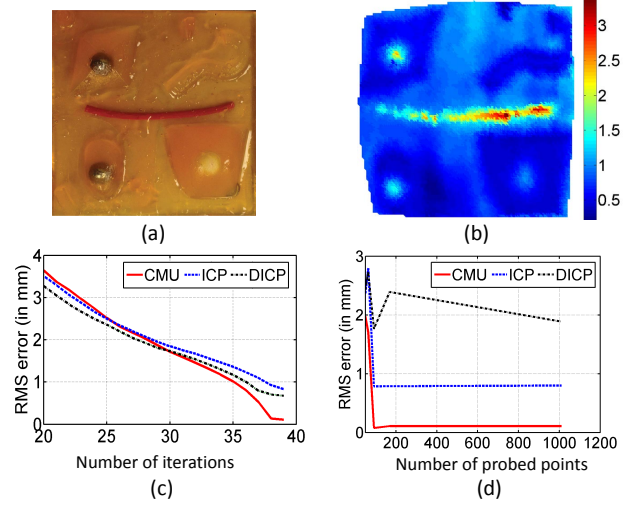 3
2.5
2
1.5
1
0.5
(a)
(b)
4
3
2
1
0
RMS error (in mm)
CMU ICP DICP
20 25 30 35 40
Number of iterations
(c)
3
2
1
0
RMS error (in mm)
CMU ICP DICP
200 400 600 800 1000 1200
Number of probed points
(d)